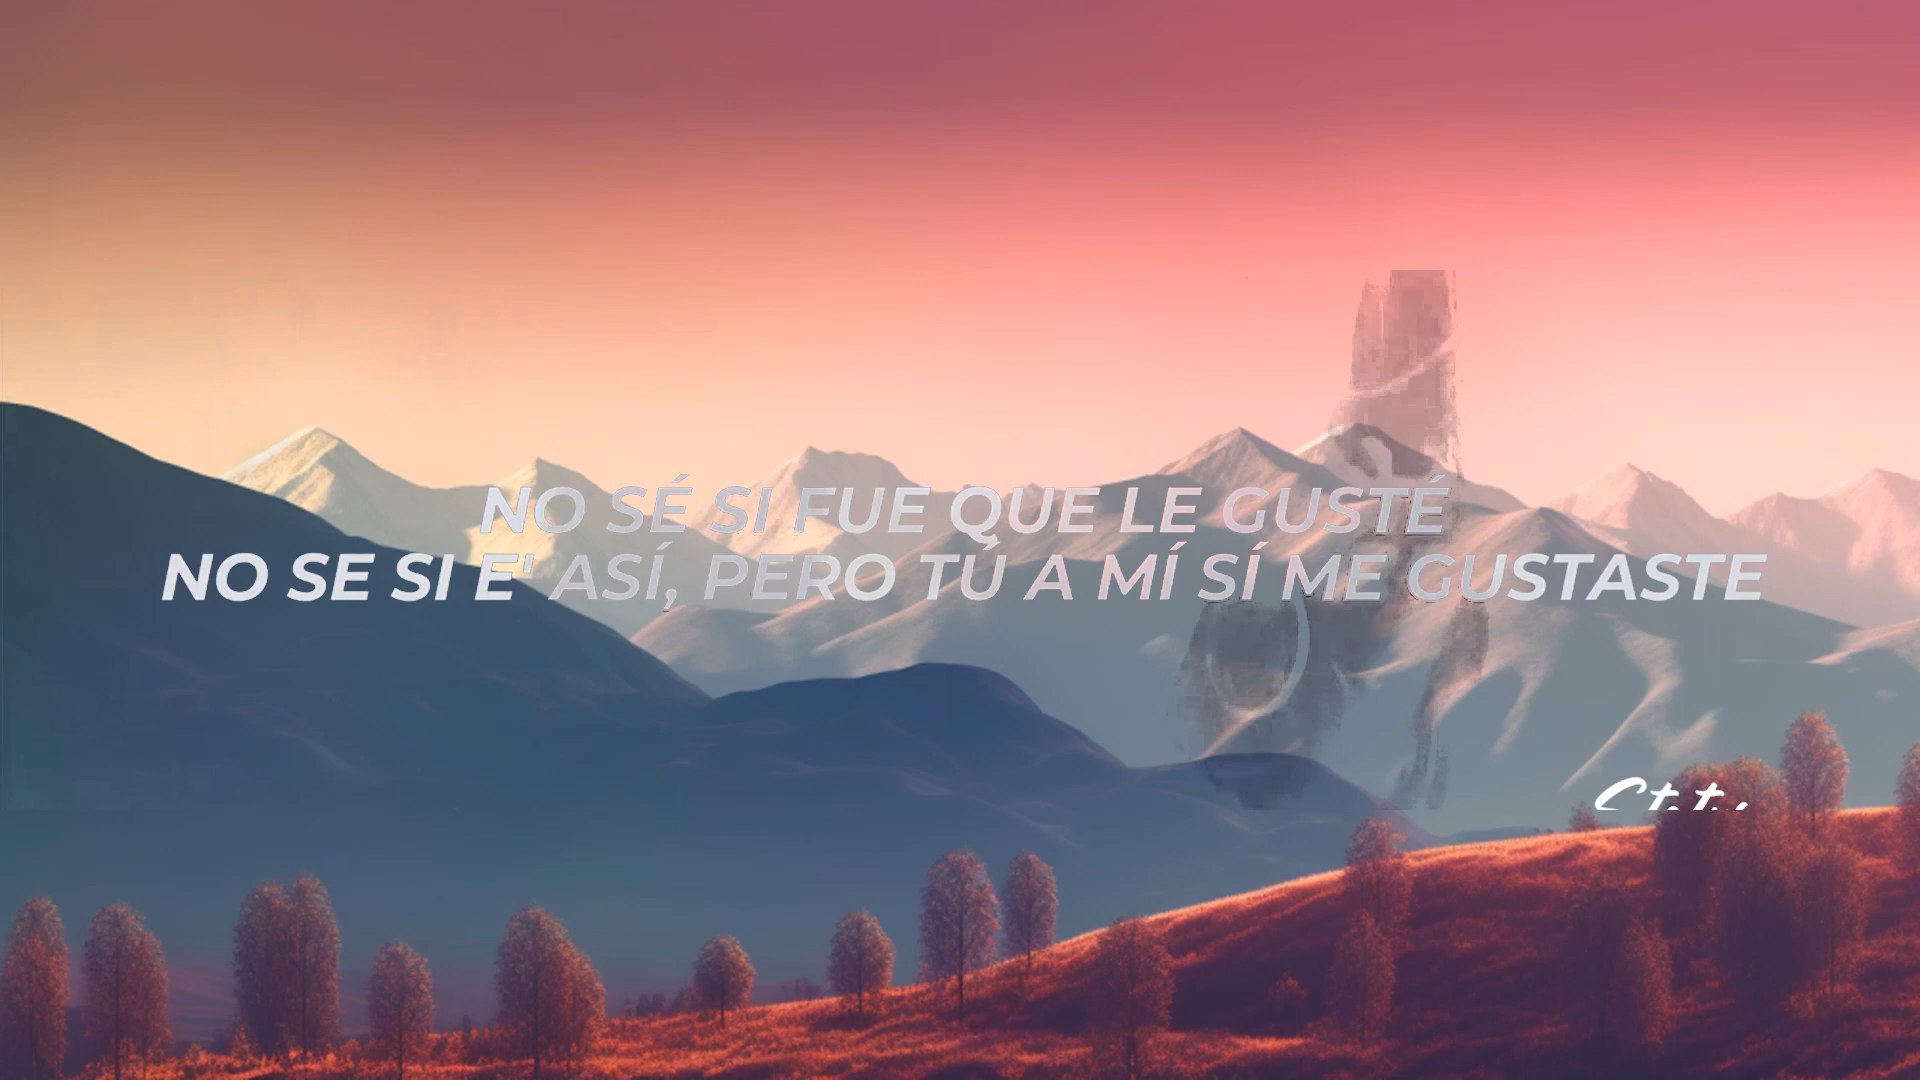 NO SÉ SI FUE QUE LE GUSTÉ
NO SE SI E' ASÍ, PERO TÚ A MÍ SÍ ME GUSTASTE